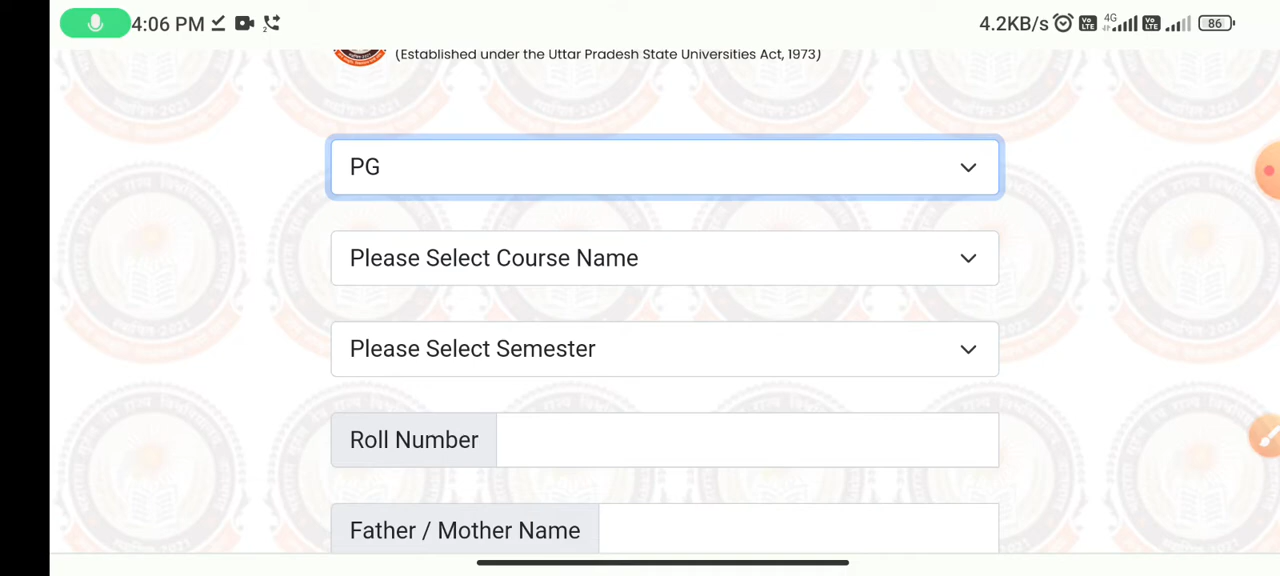 4:06 PM
4.2KB/s 4G 86
(Established under the Uttar Pradesh State Universities Act, 1973)
PG
Please Select Course Name
Please Select Semester
Roll Number
Father / Mother Name